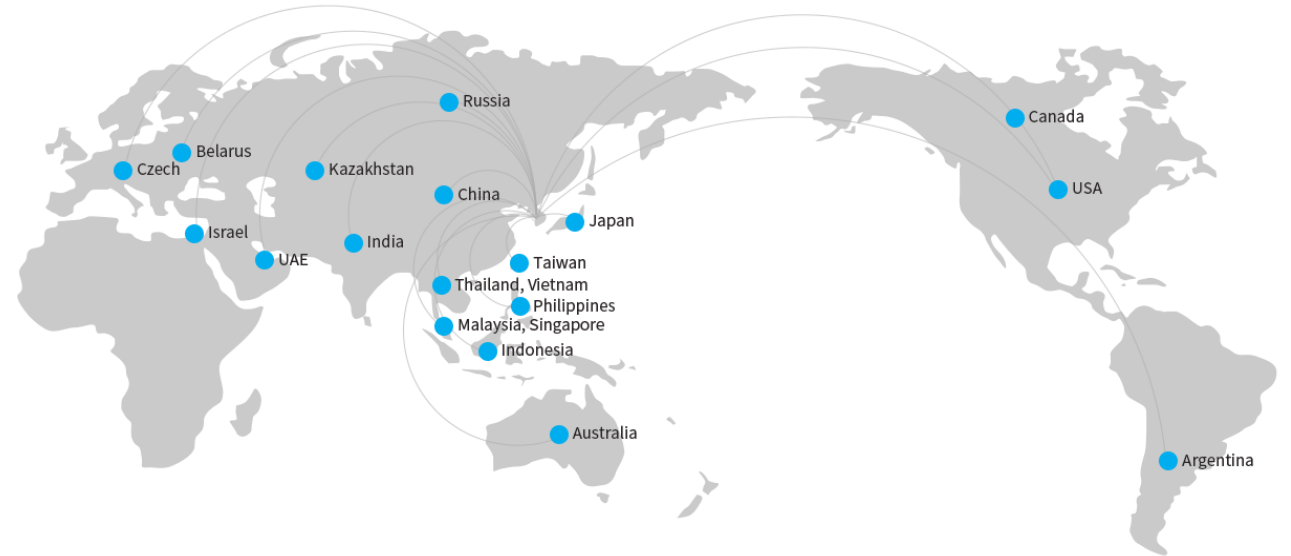 Russia
Canada
Belarus
Czech
Kazakhstan
USA
China
Japan
Israel
India
UAE
Taiwan
Thailand, Vietnam
Philippines
Malaysia, Singapore
Indonesia
Australia
Argentina